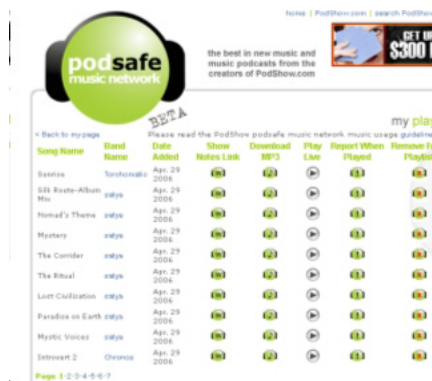 home | PodShow.com | search PodShow
podsafe
music network
BETA
the best in new music and
music podcasts from the
creators of PodShow.com
GET UP
$300
my play
< Back to my page
Please read the PodShow podsafe music network music usage guideline
Song Name Band Name Date Added Show Notes Link Download MP3 Play Live Report When Played Remove Playlist
Sunrise Torchomatic Apr. 29 2006
Silk Route-Album Mix satya Apr. 29 2006
Nomad's Theme satya Apr. 29 2006
Mystery satya Apr. 29 2006
The Corridor satya Apr. 29 2006
The Ritual satya Apr. 29 2006
Lost Civilization satya Apr. 29 2006
Paradise on Earth satya Apr. 29 2006
Mystic Voices satya Apr. 29 2006
Introvert 2 Chronos Apr. 29 2006
Page: 1-2-3-4-5-6-7